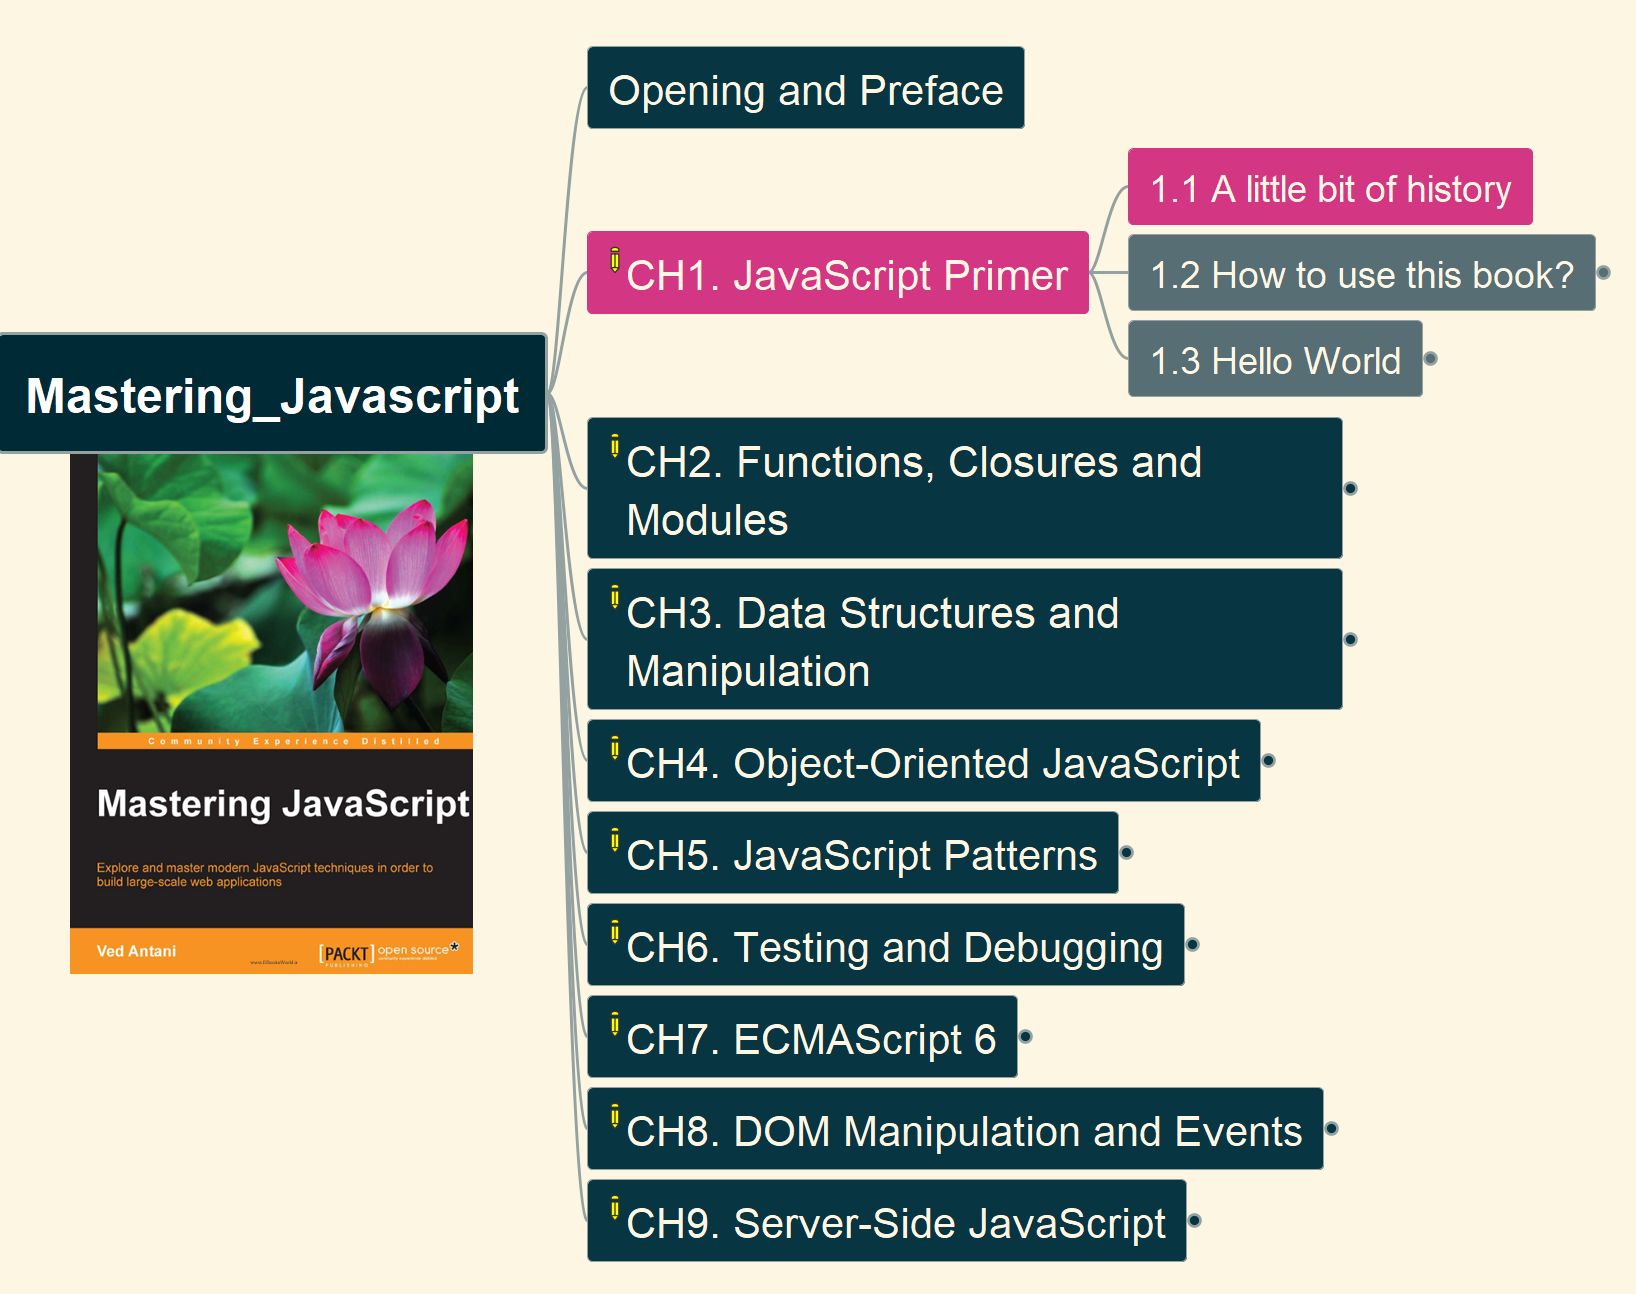 Opening and Preface
1.1 A little bit of history
CH1. JavaScript Primer
1.2 How to use this book?
1.3 Hello World
Mastering_Javascript
CH2. Functions, Closures and
Modules
CH3. Data Structures and
Manipulation
CH4. Object-Oriented JavaScript
CH5. JavaScript Patterns
CH6. Testing and Debugging
CH7. ECMAScript 6
CH8. DOM Manipulation and Events
CH9. Server-Side JavaScript
Community Experience Distilled
Mastering JavaScript
Explore and master modern JavaScript techniques in order to
build large-scale web applications
Ved Antani
[PACKT] open source*
PUBLISHING